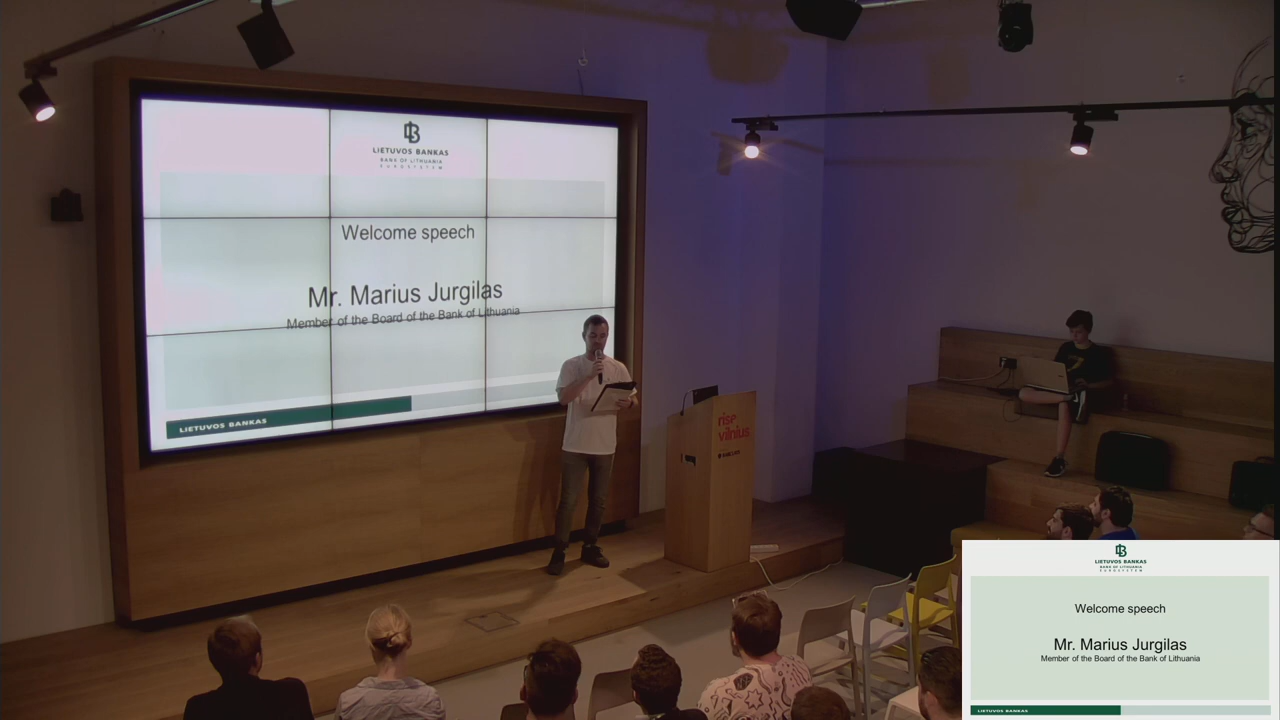 LIETUVOS BANKAS
BANK OF LITHUANIA
EUROSYSTEM
Welcome speech
Mr. Marius Jurgilas
Member of the Board of the Bank of Lithuania
LIETUVOS BANKAS
rise
vilnius
LIETUVOS BANKAS
BANK OF LITHUANIA
EUROSYSTEM
Welcome speech
Mr. Marius Jurgilas
Member of the Board of the Bank of Lithuania
LIETUVOS BANKAS